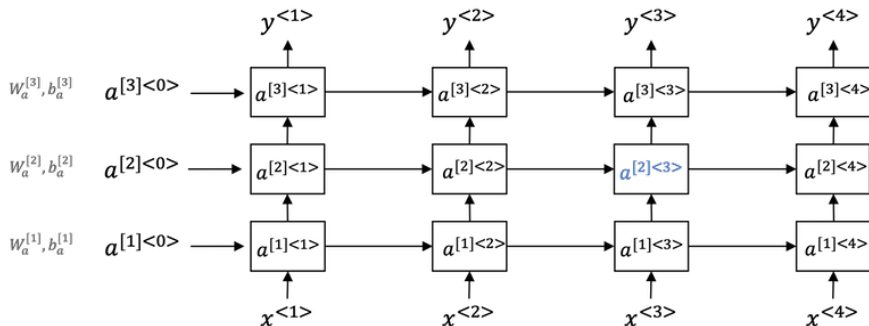 y<1> y<2> y<3> y<4>
W_a^[3], b_a^[3] a^[3]<0> a^[3]<1> a^[3]<2> a^[3]<3> a^[3]<4>
W_a^[2], b_a^[2] a^[2]<0> a^[2]<1> a^[2]<2> a^[2]<3> a^[2]<4>
W_a^[1], b_a^[1] a^[1]<0> a^[1]<1> a^[1]<2> a^[1]<3> a^[1]<4>
x<1> x<2> x<3> x<4>